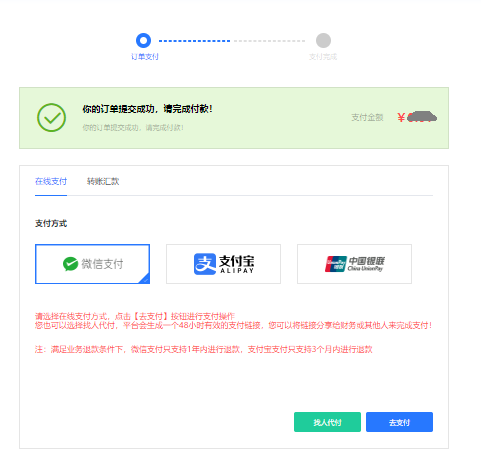 订单支付
支付完成
你的订单提交成功，请完成付款！
你的订单提交成功，请完成付款！
支付金额
¥
在线支付
转账汇款
支付方式
微信支付
支付宝
ALIPAY
UnionPay
银联
中国银联
China UnionPay
请选择在线支付方式，点击【去支付】按钮进行支付操作
您也可以选择找人代付，平台会生成一个48小时有效的支付链接，您可以将链接分享给财务或其他人来完成支付！
注：满足业务退款条件下，微信支付只支持1年内进行退款，支付宝支付只支持3个月内进行退款
找人代付
去支付